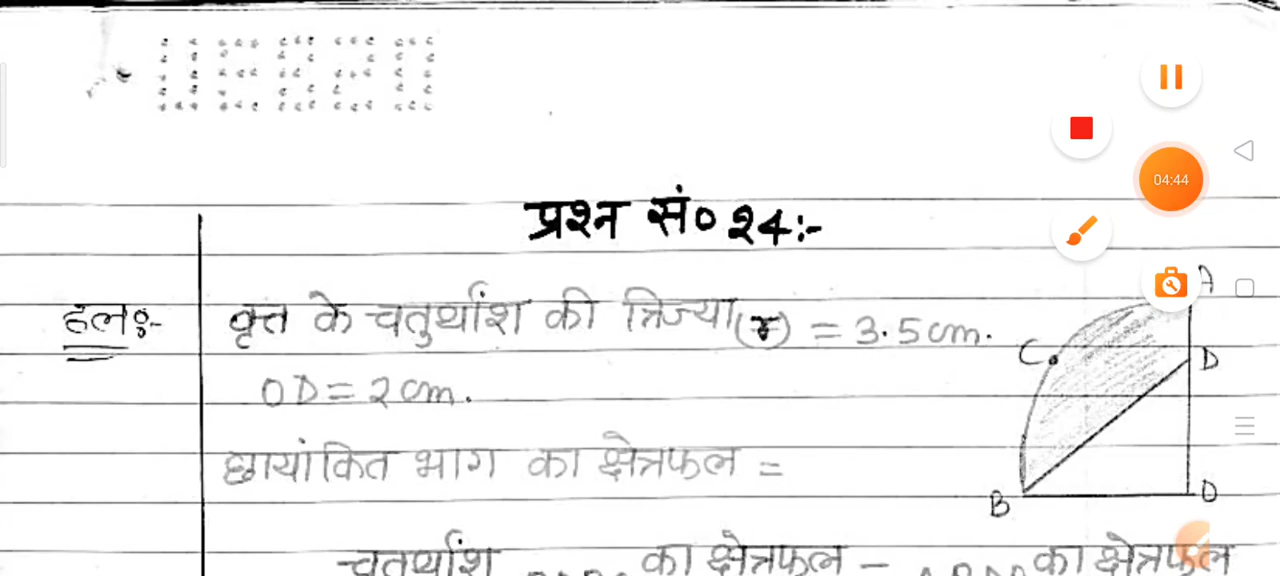 04:44
प्रश्न सं० 24:-
A
हल:- वृत्त के चतुर्थांश की त्रिज्या (r) = 3.5 cm.
C D
OD = 2 cm.
छायांकित भाग का क्षेत्रफल =
B O
चतुर्थांश का क्षेत्रफल - का क्षेत्रफल